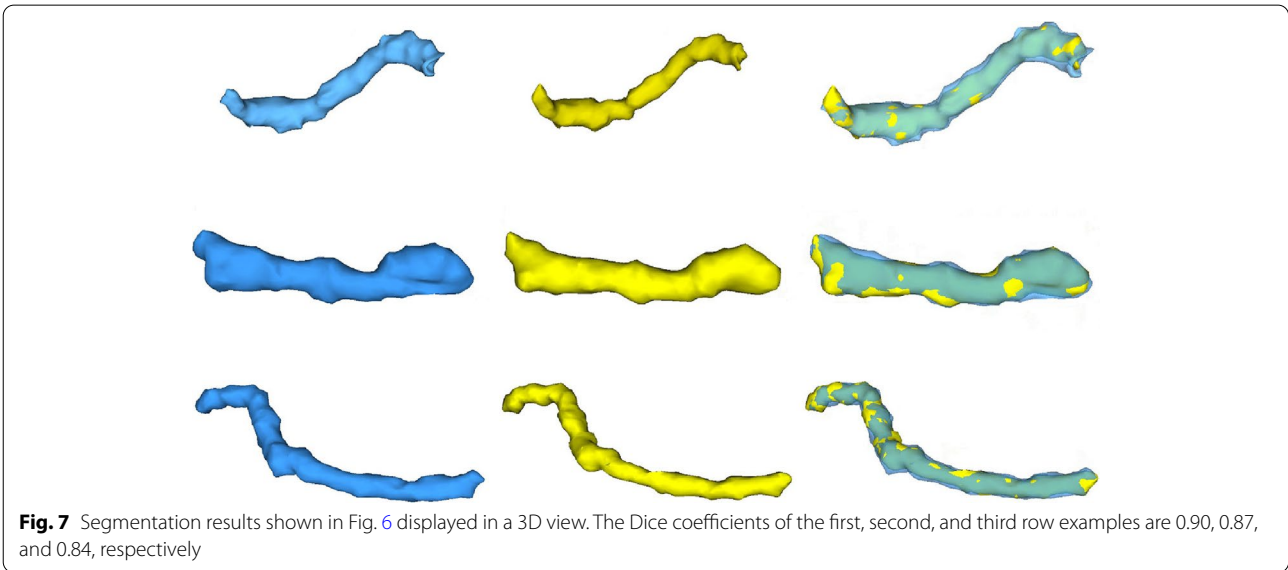 Fig. 7 Segmentation results shown in Fig. 6 displayed in a 3D view. The Dice coefficients of the first, second, and third row examples are 0.90, 0.87,
and 0.84, respectively